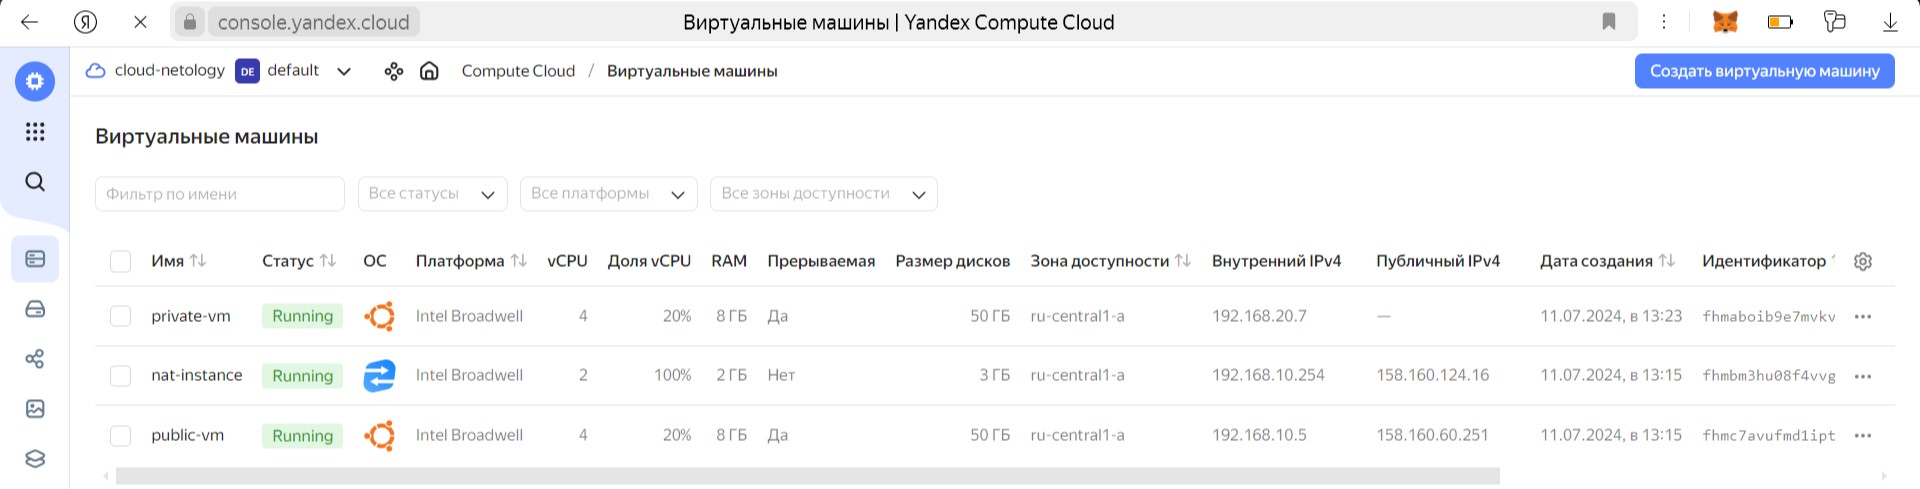 Я console.yandex.cloud Виртуальные машины | Yandex Compute Cloud
cloud-netology DE default Compute Cloud / Виртуальные машины Создать виртуальную машину
Виртуальные машины
Фильтр по имени Все статусы Все платформы Все зоны доступности
Имя Статус ОС Платформа vCPU Доля vCPU RAM Прерываемая Размер дисков Зона доступности Внутренний IPv4 Публичный IPv4 Дата создания Идентификатор
private-vm Running Intel Broadwell 4 20% 8 ГБ Да 50 ГБ ru-central1-a 192.168.20.7 — 11.07.2024, в 13:23 fhmaboib9e7mvkv
nat-instance Running Intel Broadwell 2 100% 2 ГБ Нет 3 ГБ ru-central1-a 192.168.10.254 158.160.124.16 11.07.2024, в 13:15 fhmbm3hu08f4vvg
public-vm Running Intel Broadwell 4 20% 8 ГБ Да 50 ГБ ru-central1-a 192.168.10.5 158.160.60.251 11.07.2024, в 13:15 fhmc7avufmd1ipt